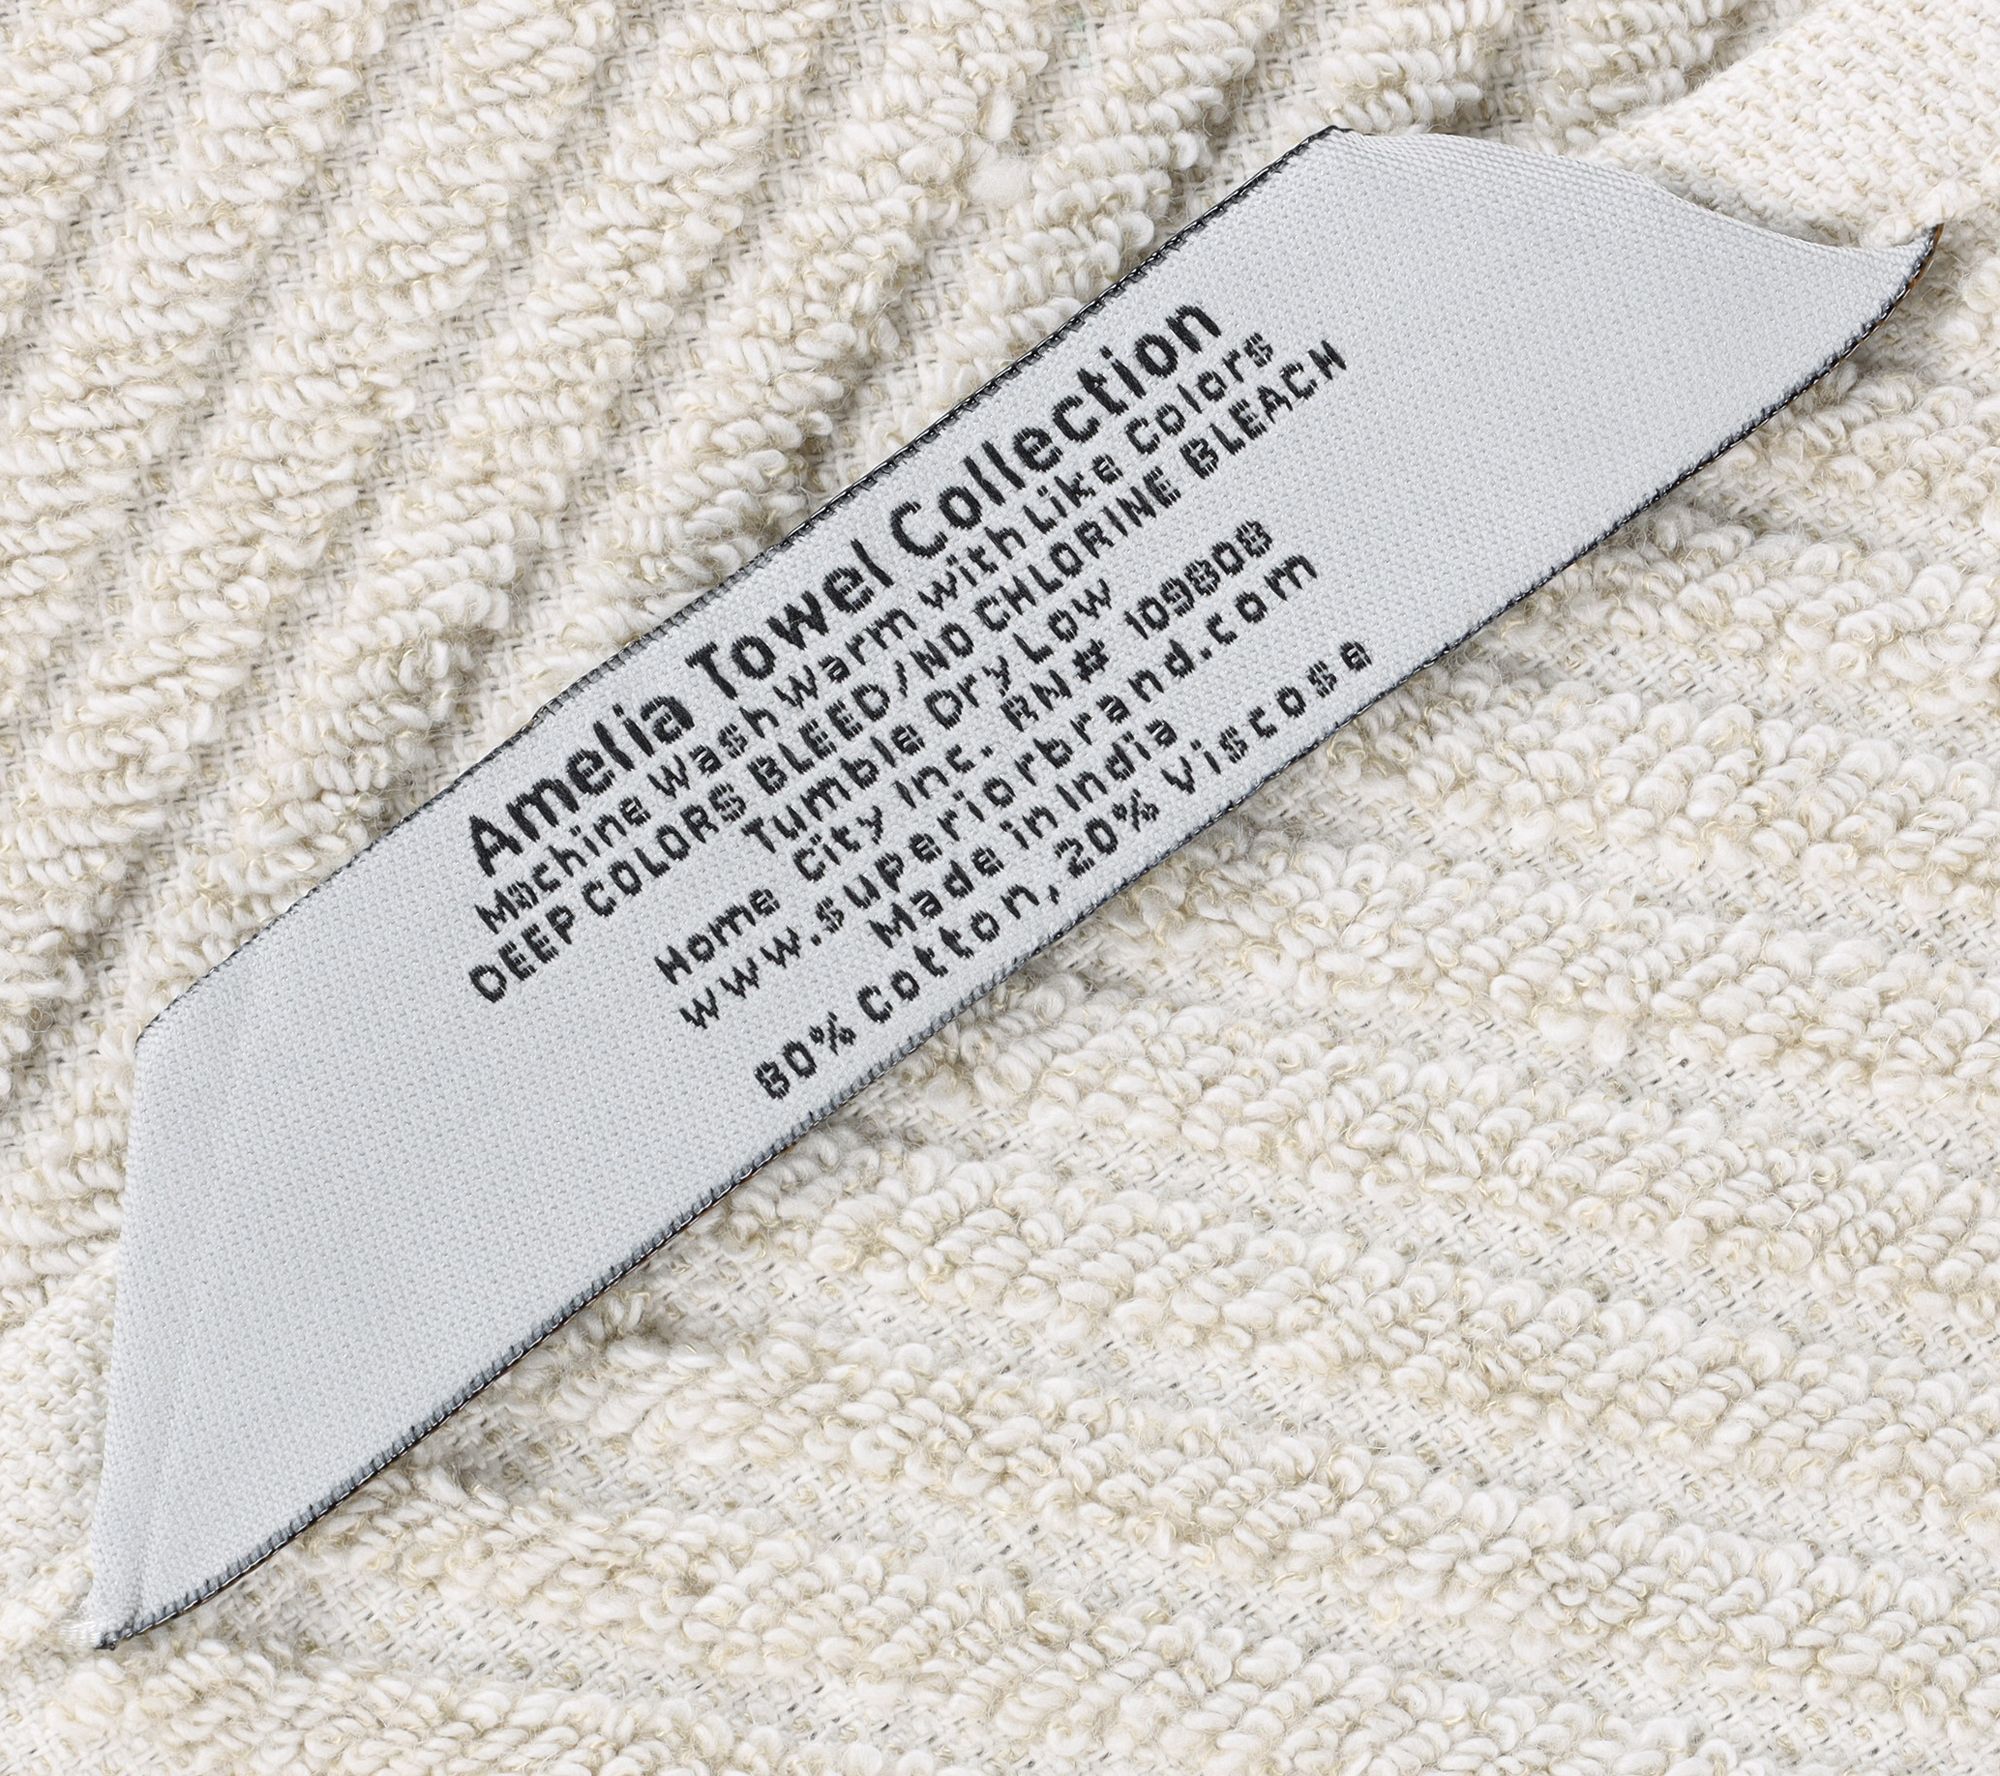 Amelia Towel Collection
Machine Wash Warm with Like Colors
DEEP COLORS BLEED/NO CHLORINE BLEACH
Tumble Dry Low
Home City Inc. RN# 109808
www.superiorbrand.com
Made in India
80% Cotton, 20% Viscose